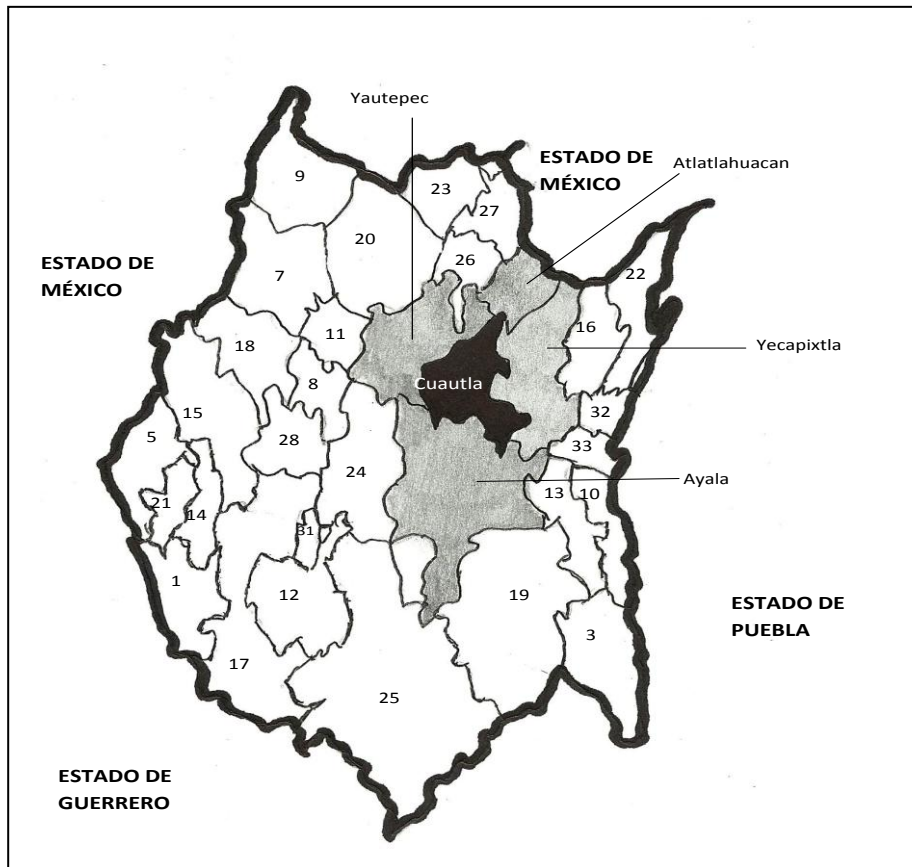 Yautepec
ESTADO DE
MÉXICO
Atlatlahuacan
9
23
27
20
26
22
ESTADO DE
MÉXICO
7
11
16
18
Yecapixtla
8
Cuautla
15
32
5
28
33
24
Ayala
13
10
21
14
31
1
12
19
ESTADO DE
PUEBLA
3
17
25
ESTADO DE
GUERRERO